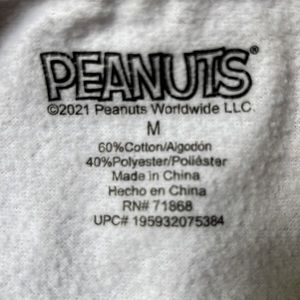 PEANUTS®
©2021 Peanuts Worldwide LLC.
M
60%Cotton/Algodón
40%Polyester/Poliéster
Made in China
Hecho en China
RN# 71868
UPC# 195932075384